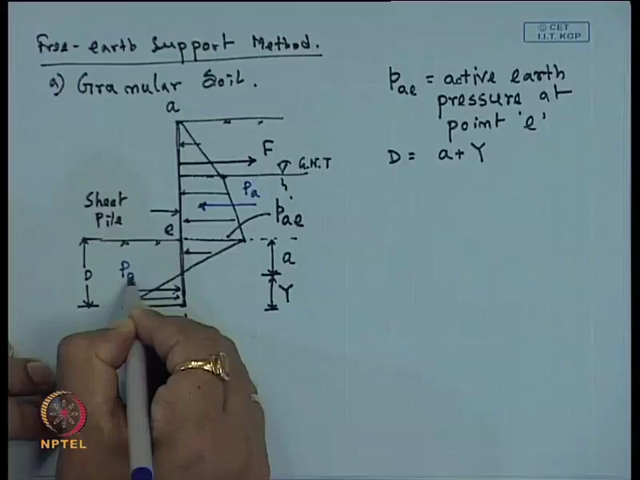 Free-earth Support Method.
© CET
I.I.T. KGP
a) Granular Soil.
a
Pae = active earth
pressure at
point 'e'
D = a + Y
F
G.W.T
Pa
Sheet
Pile
Pae
e
D
a
Y
NPTEL